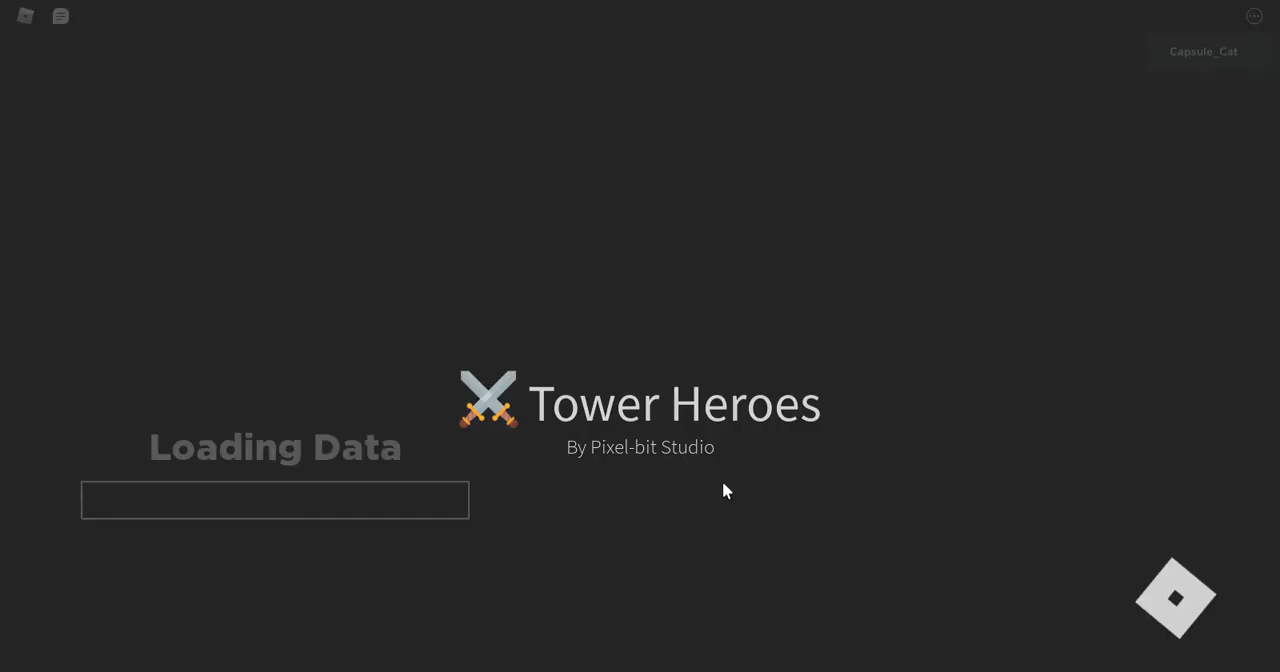 Capsule_Cat
Tower Heroes
By Pixel-bit Studio
Loading Data